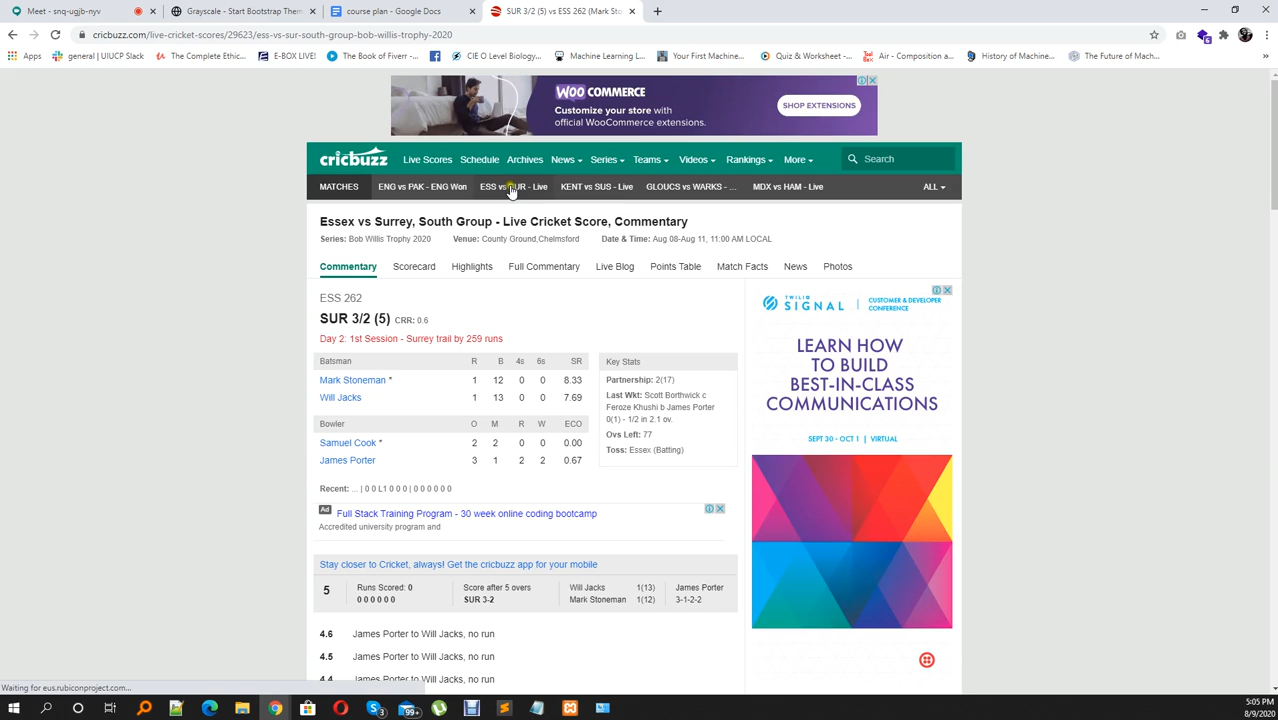 Meet - snq-ugjb-nyv
Grayscale - Start Bootstrap Them
course plan - Google Docs
SUR 3/2 (5) vs ESS 262 (Mark Sto
cricbuzz.com/live-cricket-scores/29623/ess-vs-sur-south-group-bob-willis-trophy-2020
Apps
general | UIUCP Slack
The Complete Ethic...
E-BOX LIVE!
The Book of Fiverr -...
CIE O Level Biology...
Machine Learning L...
Your First Machine...
Quiz & Worksheet -...
Air - Composition a...
History of Machine...
The Future of Mach...
WOO COMMERCE
Customize your store with
official WooCommerce extensions.
SHOP EXTENSIONS
cricbuzz Live Scores Schedule Archives News Series Teams Videos Rankings More Search
MATCHES ENG vs PAK - ENG Won ESS vs SUR - Live KENT vs SUS - Live GLOUCS vs WARKS - ... MDX vs HAM - Live ALL
Essex vs Surrey, South Group - Live Cricket Score, Commentary
Series: Bob Willis Trophy 2020 Venue: County Ground,Chelmsford Date & Time: Aug 08-Aug 11, 11:00 AM LOCAL
Commentary Scorecard Highlights Full Commentary Live Blog Points Table Match Facts News Photos
ESS 262
SUR 3/2 (5) CRR: 0.6
Day 2: 1st Session - Surrey trail by 259 runs
Batsman R B 4s 6s SR
Mark Stoneman * 1 12 0 0 8.33
Will Jacks 1 13 0 0 7.69
Bowler O M R W ECO
Samuel Cook * 2 2 0 0 0.00
James Porter 3 1 2 2 0.67
Key Stats
Partnership: 2(17)
Last Wkt: Scott Borthwick c
Feroze Khushi b James Porter
0(1) - 1/2 in 2.1 ov.
Ovs Left: 77
Toss: Essex (Batting)
Recent: ... | 0 0 L1 0 0 0 | 0 0 0 0 0 0
Ad Full Stack Training Program - 30 week online coding bootcamp
Accredited university program and
Stay closer to Cricket, always! Get the cricbuzz app for your mobile
5
Runs Scored: 0
0 0 0 0 0 0
Score after 5 overs
SUR 3-2
Will Jacks 1(13)
Mark Stoneman 1(12)
James Porter
3-1-2-2
4.6 James Porter to Will Jacks, no run
4.5 James Porter to Will Jacks, no run
4.4 James Porter to Will Jacks, no run
TWILIO
SIGNAL
CUSTOMER & DEVELOPER
CONFERENCE
LEARN HOW
TO BUILD
BEST-IN-CLASS
COMMUNICATIONS
SEPT 30 - OCT 1 | VIRTUAL
Waiting for eus.rubiconproject.com...
99+
5:05 PM
8/9/2020